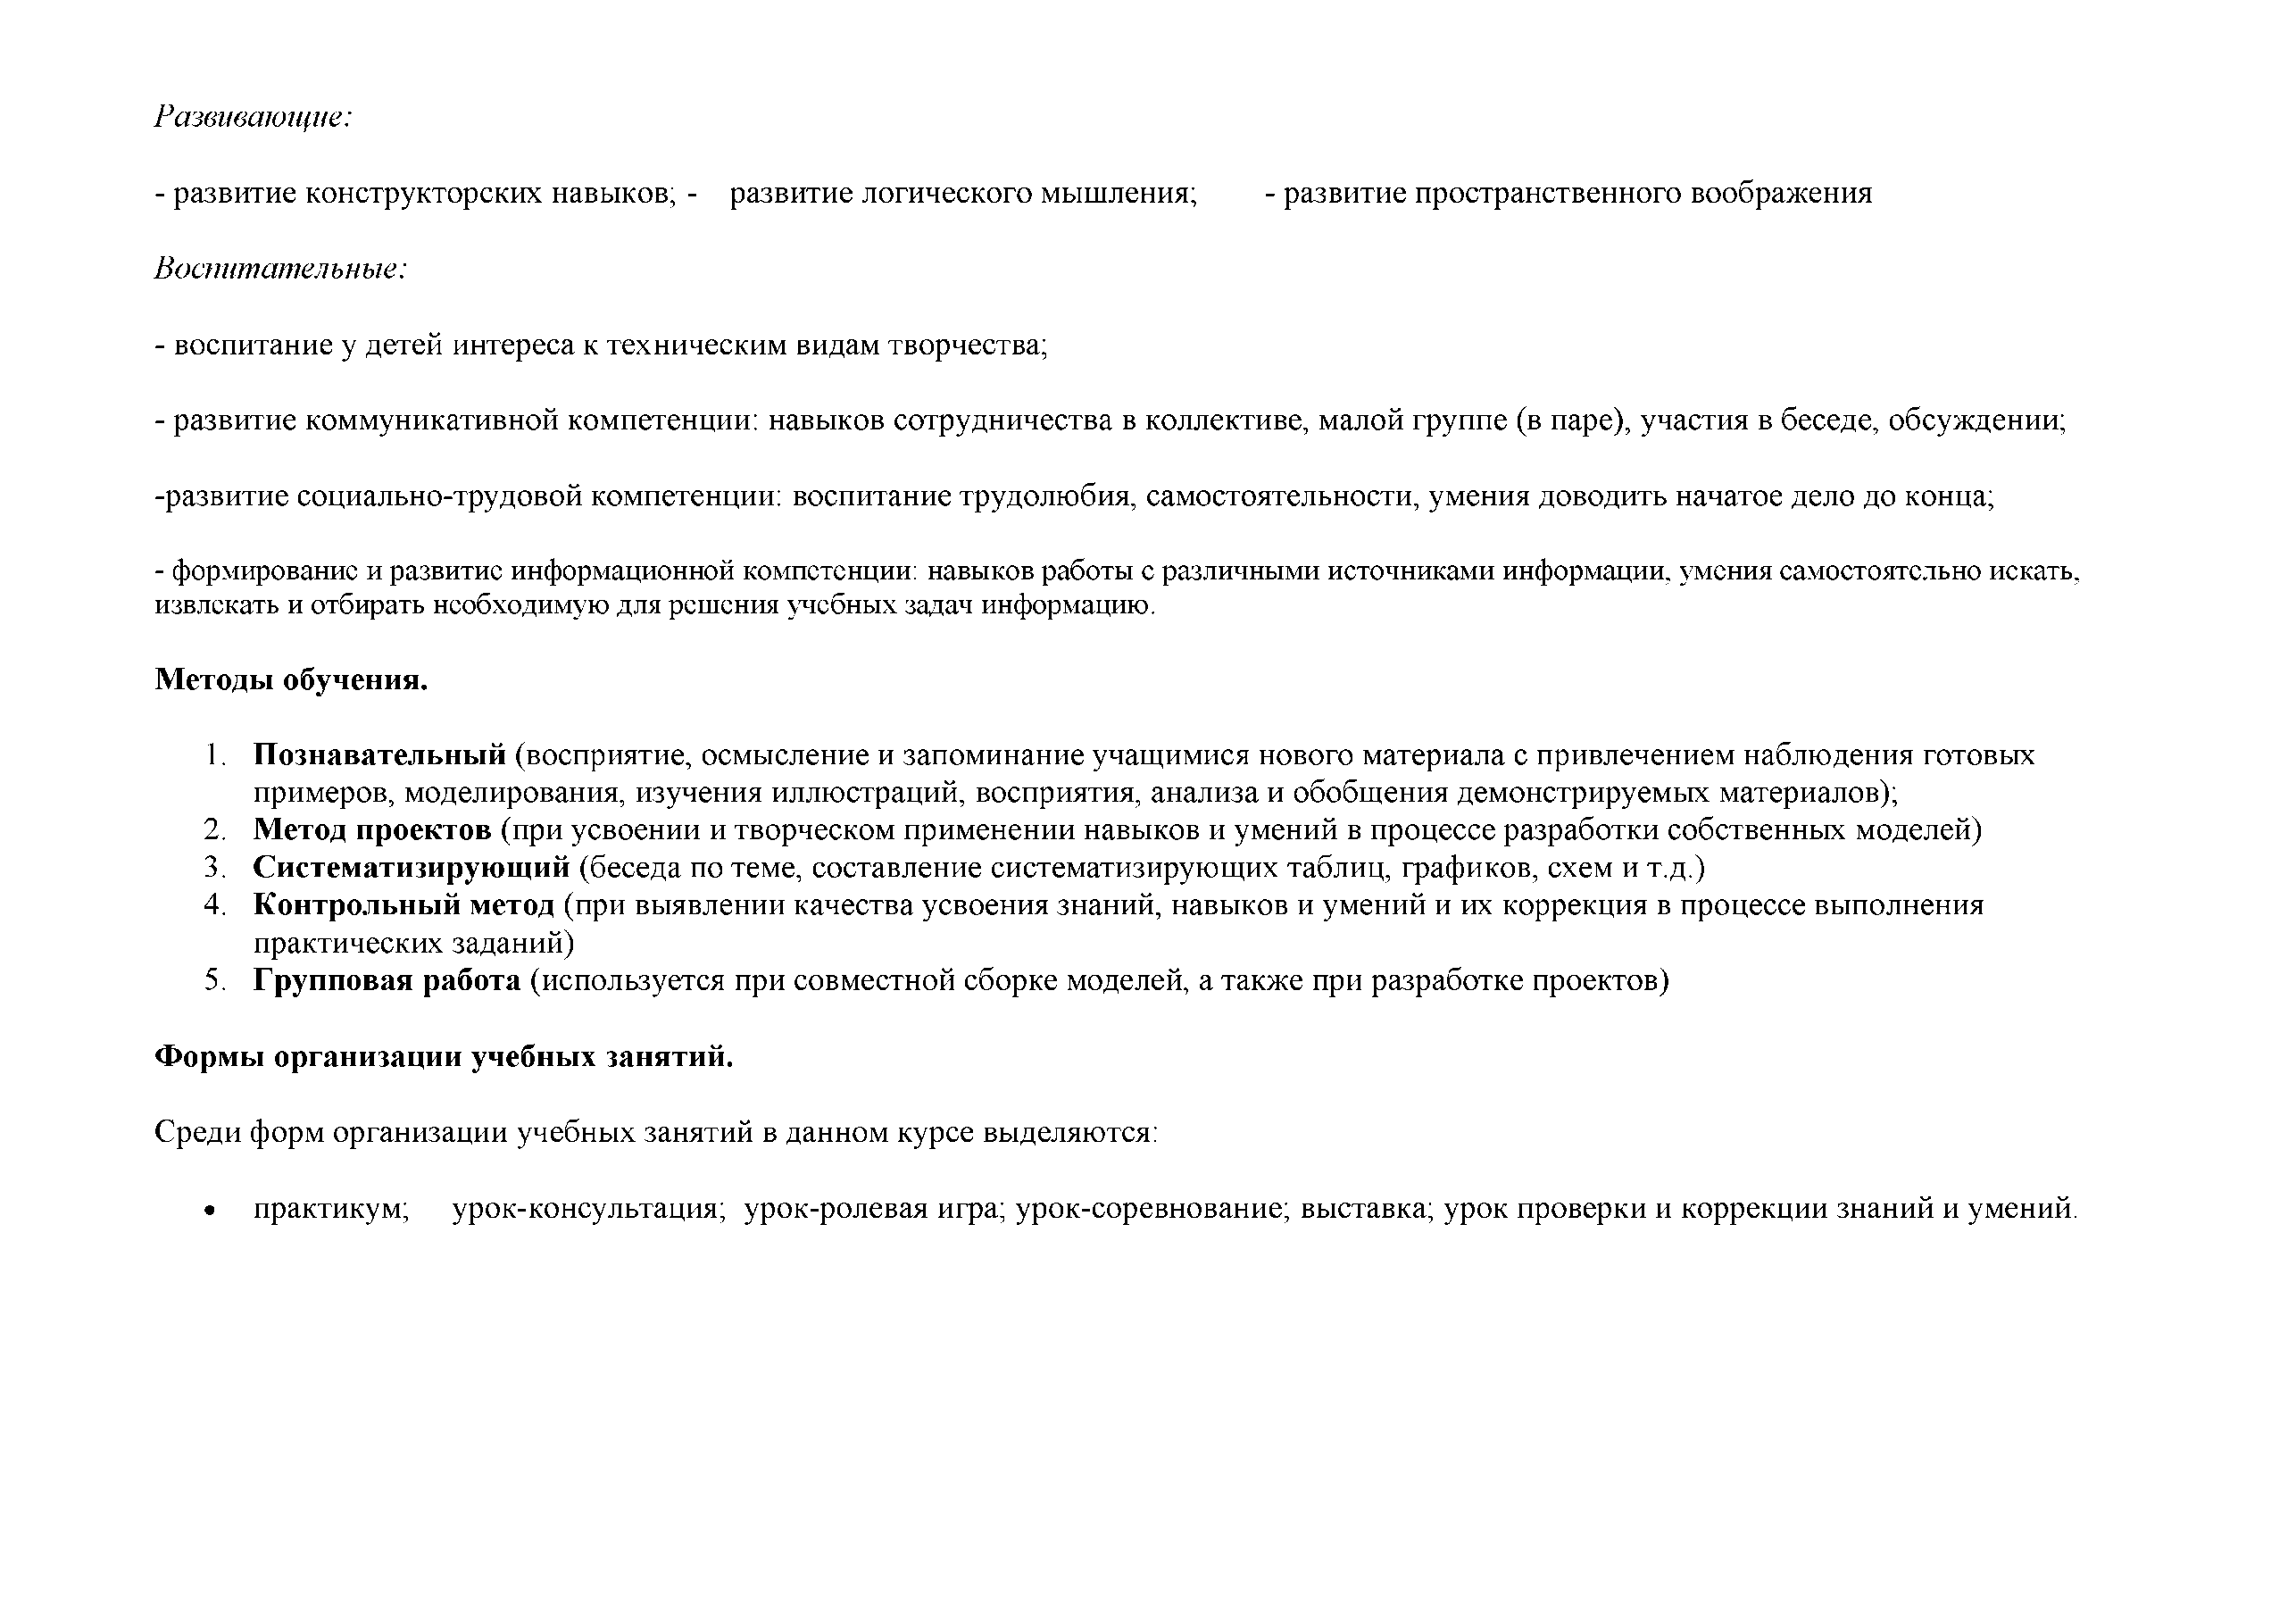 Развивающие:
- развитие конструкторских навыков; - развитие логического мышления; - развитие пространственного воображения
Воспитательные:
- воспитание у детей интереса к техническим видам творчества;
- развитие коммуникативной компетенции: навыков сотрудничества в коллективе, малой группе (в паре), участия в беседе, обсуждении;
-развитие социально-трудовой компетенции: воспитание трудолюбия, самостоятельности, умения доводить начатое дело до конца;
- формирование и развитие информационной компетенции: навыков работы с различными источниками информации, умения самостоятельно искать,
извлекать и отбирать необходимую для решения учебных задач информацию.
Методы обучения.
1. Познавательный (восприятие, осмысление и запоминание учащимися нового материала с привлечением наблюдения готовых
примеров, моделирования, изучения иллюстраций, восприятия, анализа и обобщения демонстрируемых материалов);
2. Метод проектов (при усвоении и творческом применении навыков и умений в процессе разработки собственных моделей)
3. Систематизирующий (беседа по теме, составление систематизирующих таблиц, графиков, схем и т.д.)
4. Контрольный метод (при выявлении качества усвоения знаний, навыков и умений и их коррекция в процессе выполнения
практических заданий)
5. Групповая работа (используется при совместной сборке моделей, а также при разработке проектов)
Формы организации учебных занятий.
Среди форм организации учебных занятий в данном курсе выделяются:
• практикум; урок-консультация; урок-ролевая игра; урок-соревнование; выставка; урок проверки и коррекции знаний и умений.